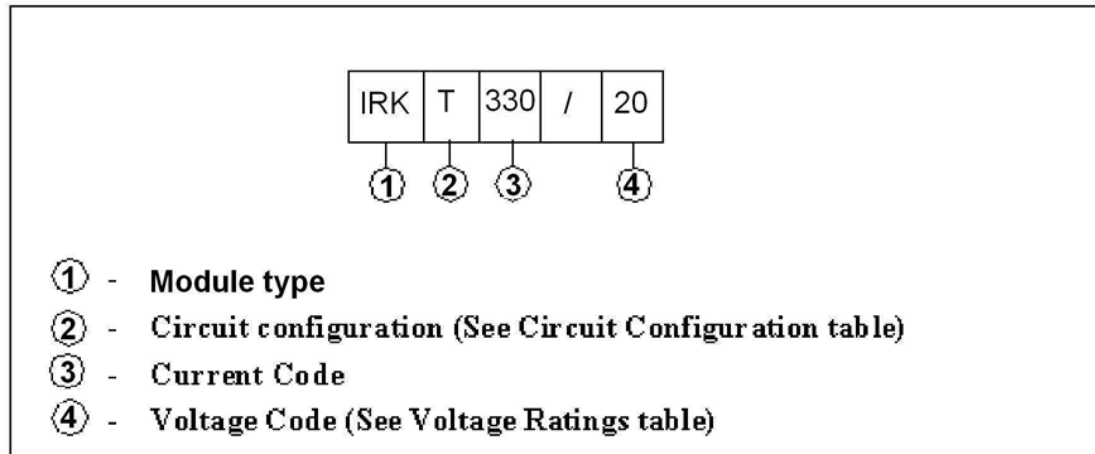 IRK T 330 / 20
1 2 3 4
1 - Module type
2 - Circuit configuration (See Circuit Configuration table)
3 - Current Code
4 - Voltage Code (See Voltage Ratings table)